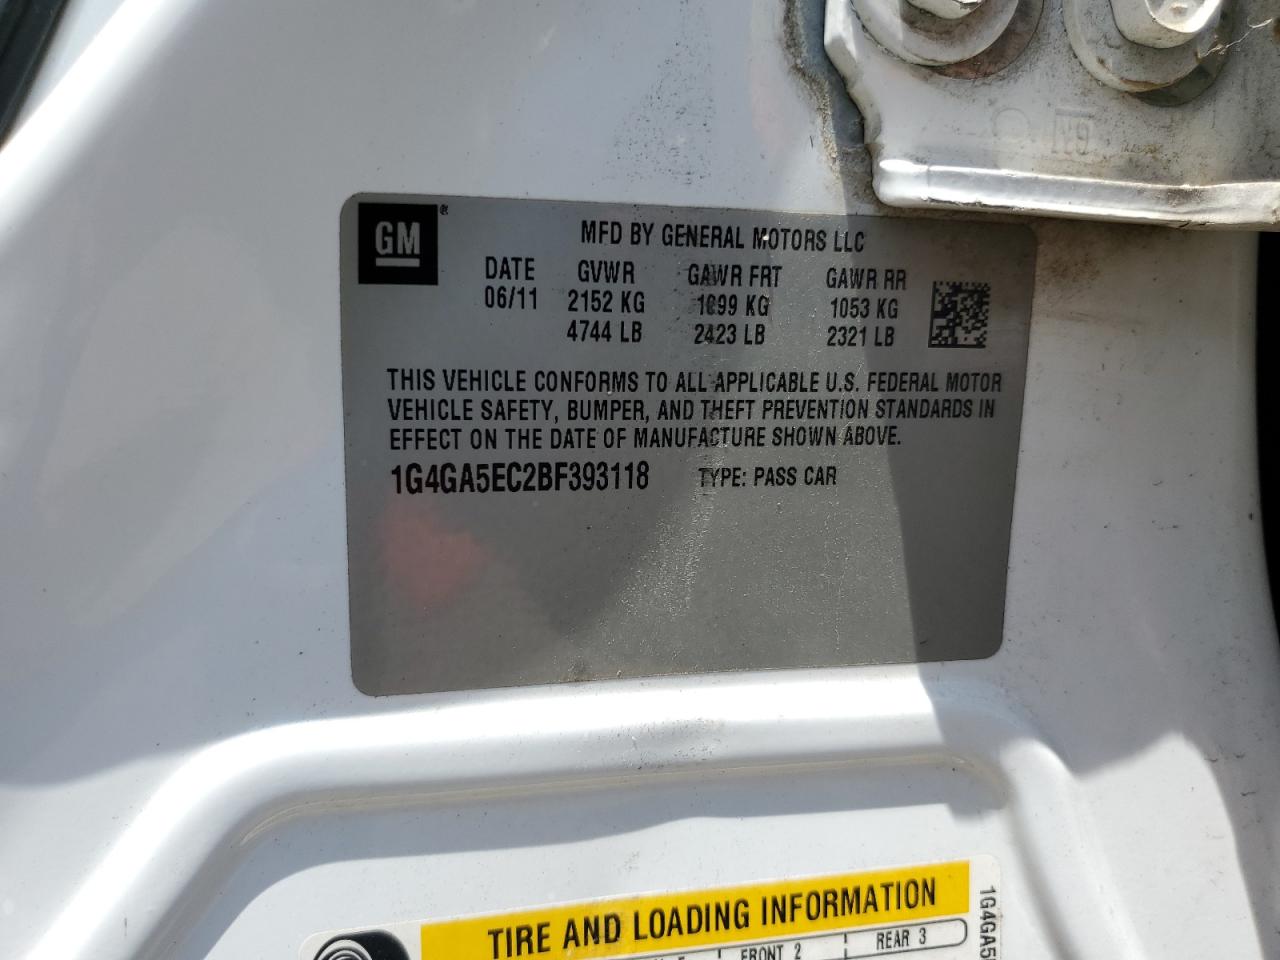 GM
MFD BY GENERAL MOTORS LLC
DATE GVWR GAWR FRT GAWR RR
06/11 2152 KG 1099 KG 1053 KG
4744 LB 2423 LB 2321 LB
THIS VEHICLE CONFORMS TO ALL APPLICABLE U.S. FEDERAL MOTOR
VEHICLE SAFETY, BUMPER, AND THEFT PREVENTION STANDARDS IN
EFFECT ON THE DATE OF MANUFACTURE SHOWN ABOVE.
1G4GA5EC2BF393118 TYPE: PASS CAR
TIRE AND LOADING INFORMATION
FRONT 2 REAR 3
1G4GA5